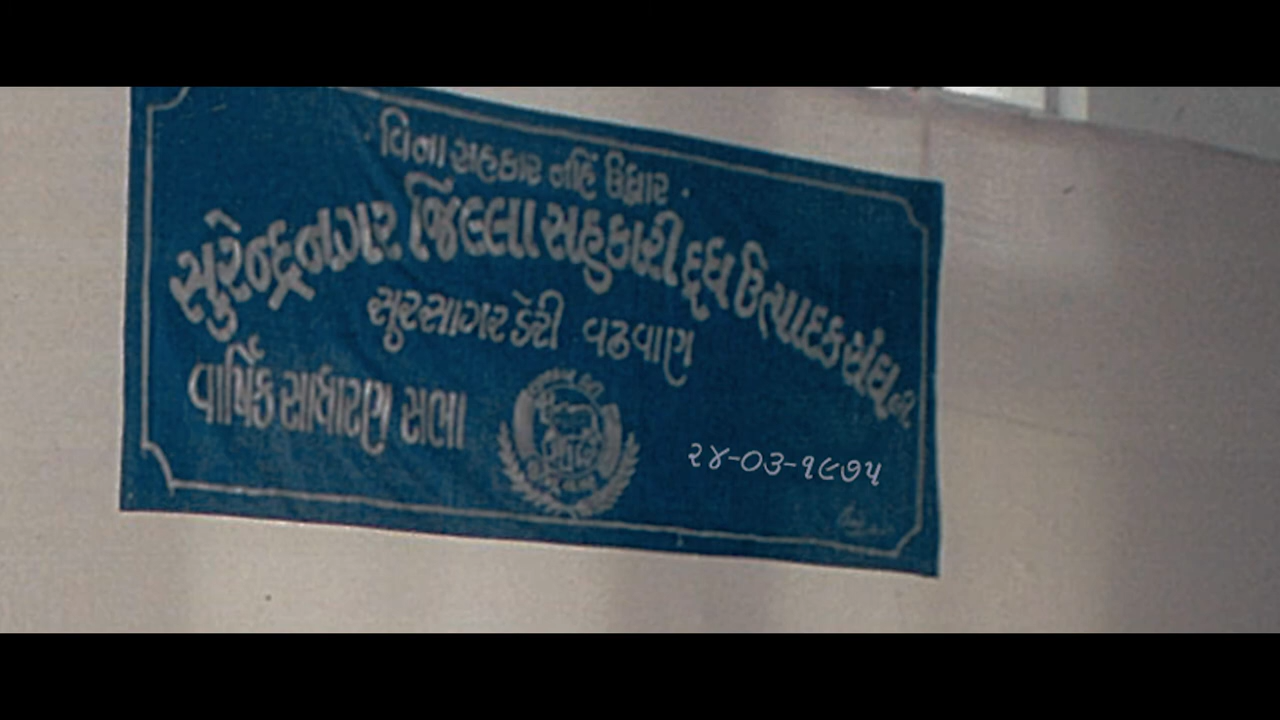 વિના સહકાર નહિં ઉદ્ધાર
સુરેન્દ્રનગર જિલ્લા સહકારી દૂધ ઉત્પાદક સંઘ લી.
સુરસાગર ડેરી વઢવાણ
વાર્ષિક સાધારણ સભા
૨૪-૦૩-૧૯૭૫